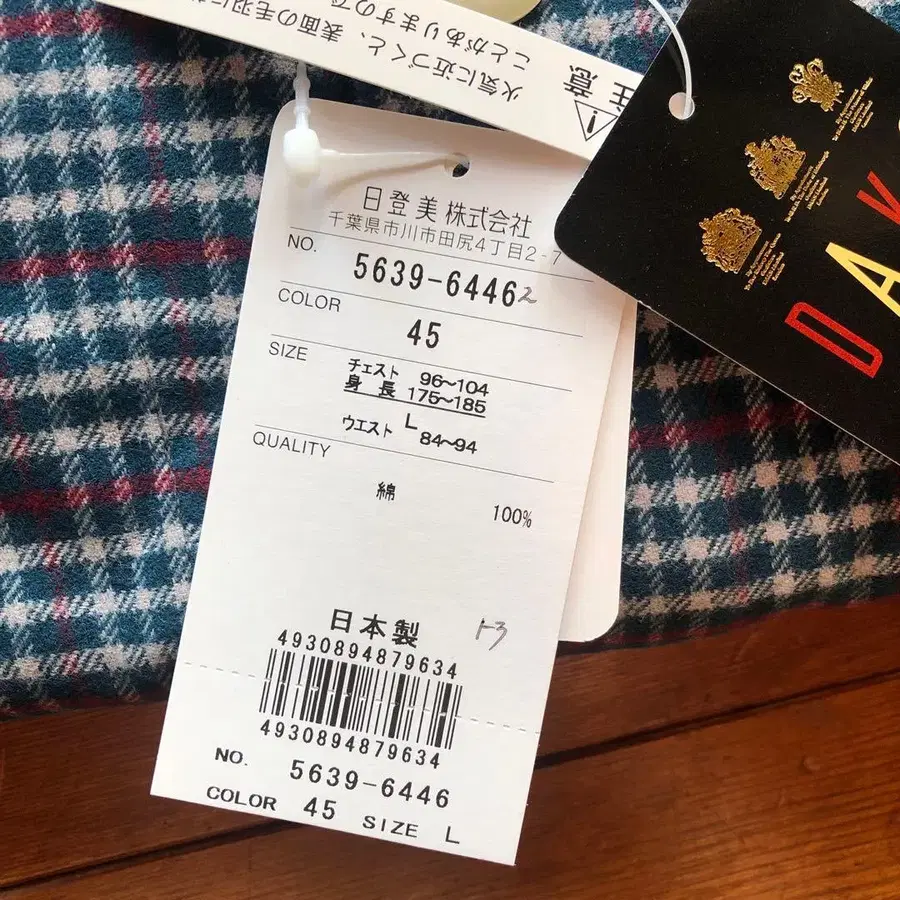 火気に近づくと、表面の毛羽に
ことがありますので
注意
日登美株式会社
千葉県市川市田尻4丁目2-7
NO.
5639-6446 2
COLOR
45
SIZE
チェスト 96~104
身長 175~185
L
ウエスト 84~94
QUALITY
綿 100%
日本製
1-3
4930894879634
4930894879634
NO. 5639-6446
COLOR 45 SIZE L
DAK